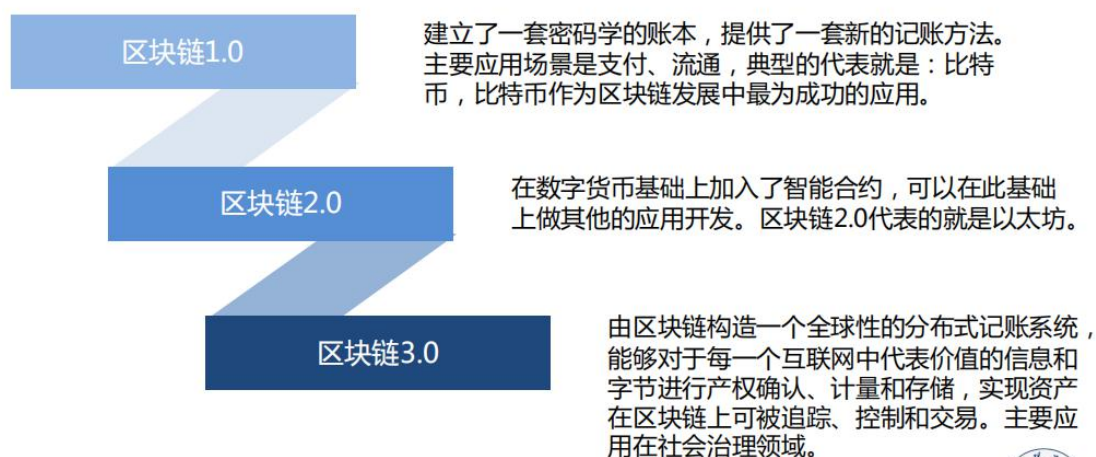 区块链1.0
建立了一套密码学的账本，提供了一套新的记账方法。
主要应用场景是支付、流通，典型的代表就是：比特
币，比特币作为区块链发展中最为成功的应用。
区块链2.0
在数字货币基础上加入了智能合约，可以在此基础
上做其他的应用开发。区块链2.0代表的就是以太坊。
区块链3.0
由区块链构造一个全球性的分布式记账系统，
能够对于每一个互联网中代表价值的信息和
字节进行产权确认、计量和存储，实现资产
在区块链上可被追踪、控制和交易。主要应
用在社会治理领域。